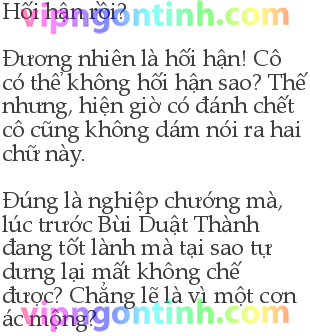 Hối hận rồi?
vipngontinh.com
Đương nhiên là hối hận! Cô
có thể không hối hận sao? Thế
nhưng, hiện giờ có đánh chết
cô cũng không dám nói ra hai
chữ này.
Đúng là nghiệp chướng mà,
lúc trước Bùi Duật Thành
đang tốt lành mà tại sao tự
dưng lại mất không chế
được? Chẳng lẽ là vì một cơn
ác mộng?
vipngontinh.com